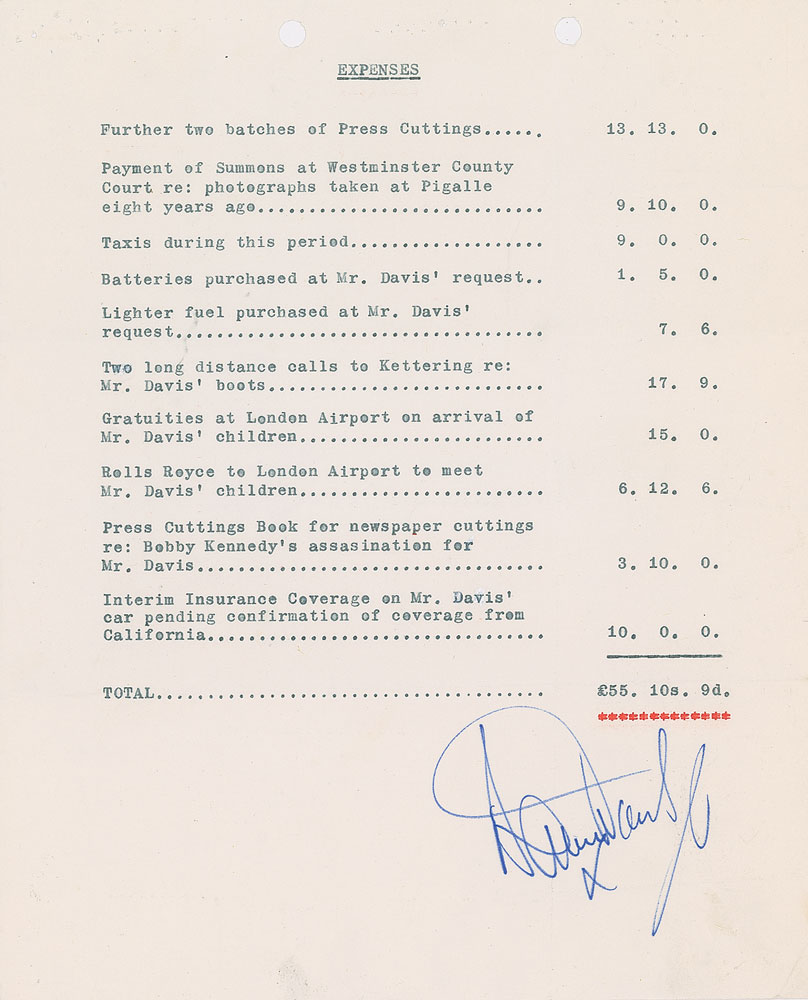 EXPENSES
Further two batches of Press Cuttings...... 13. 13. 0.
Payment of Summons at Westminster County
Court re: photographs taken at Pigalle
eight years ago............................ 9. 10. 0.
Taxis during this period................... 9. 0. 0.
Batteries purchased at Mr. Davis' request.. 1. 5. 0.
Lighter fuel purchased at Mr. Davis'
request.................................... 7. 6.
Two long distance calls to Kettering re:
Mr. Davis' boots........................... 17. 9.
Gratuities at London Airport on arrival of
Mr. Davis' children........................ 15. 0.
Rolls Royce to London Airport to meet
Mr. Davis' children........................ 6. 12. 6.
Press Cuttings Book for newspaper cuttings
re: Bobby Kennedy's assasination for
Mr. Davis.................................. 3. 10. 0.
Interim Insurance Coverage on Mr. Davis'
car pending confirmation of coverage from
California................................. 10. 0. 0.
TOTAL...................................... £55. 10s. 9d.
*************